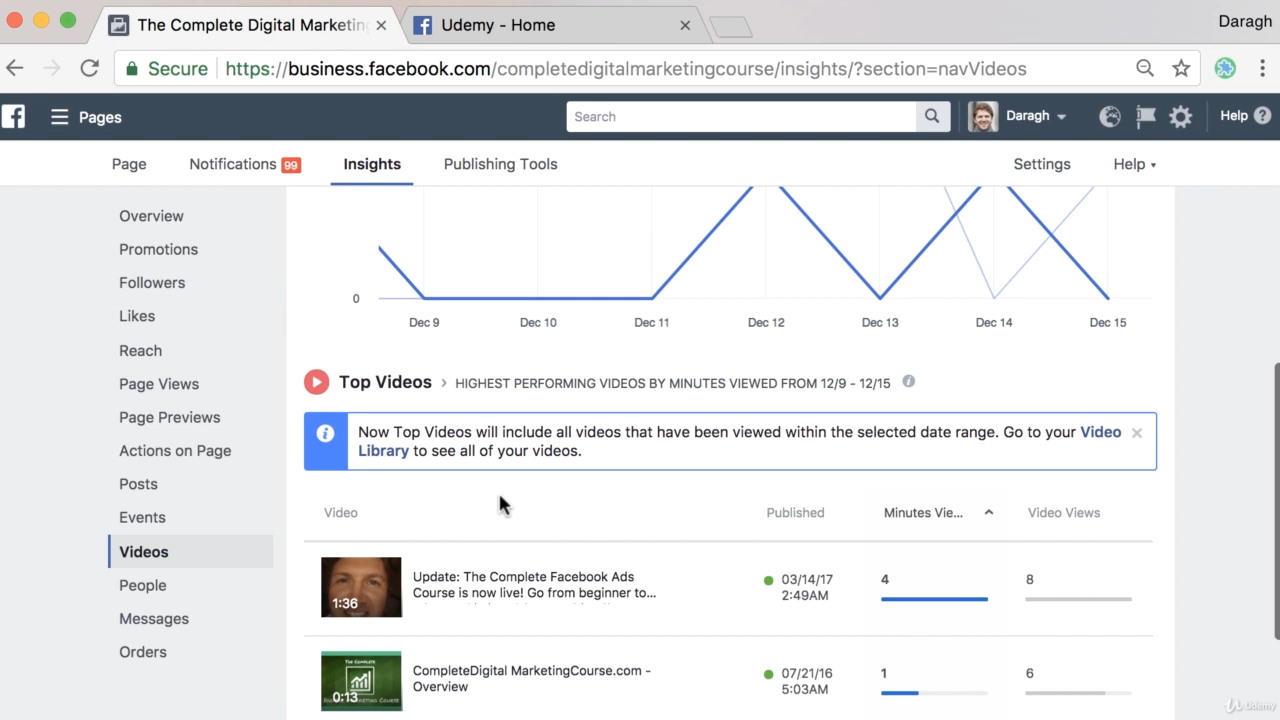 The Complete Digital Marketing
Udemy - Home
Daragh
Secure
https://business.facebook.com/completedigitalmarketingcourse/insights/?section=navVideos
Pages
Search
Daragh
Help
Page
Notifications 99
Insights
Publishing Tools
Settings
Help
Overview
Promotions
Followers
Likes
Reach
Page Views
Page Previews
Actions on Page
Posts
Events
Videos
People
Messages
Orders
0
Dec 9
Dec 10
Dec 11
Dec 12
Dec 13
Dec 14
Dec 15
Top Videos › HIGHEST PERFORMING VIDEOS BY MINUTES VIEWED FROM 12/9 - 12/15
Now Top Videos will include all videos that have been viewed within the selected date range. Go to your Video
Library to see all of your videos.
Video
Published
Minutes Vie...
Video Views
1:36
Update: The Complete Facebook Ads
Course is now live! Go from beginner to...
03/14/17
2:49AM
4
8
THE COMPLETE
0:13
CompleteDigital MarketingCourse.com -
Overview
07/21/16
5:03AM
1
6
Udemy